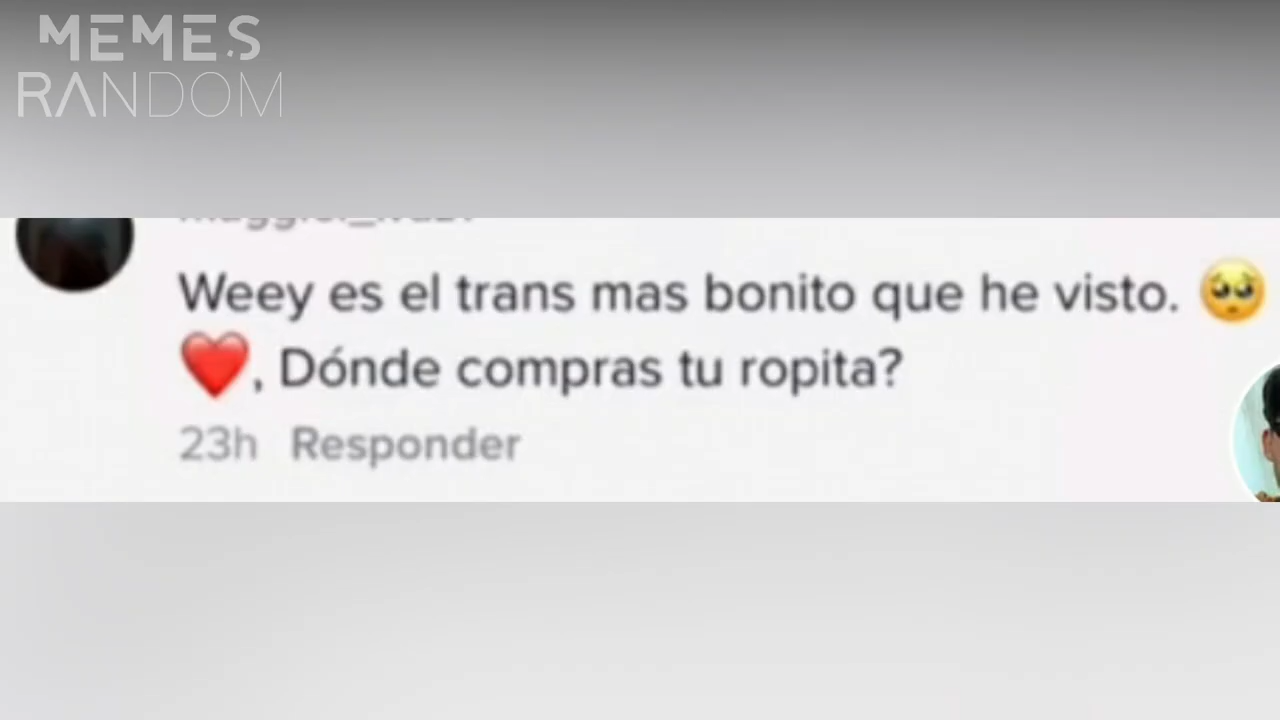 MEMES
RANDOM
Weey es el trans mas bonito que he visto. 🥺
❤️, Dónde compras tu ropita?
23h Responder